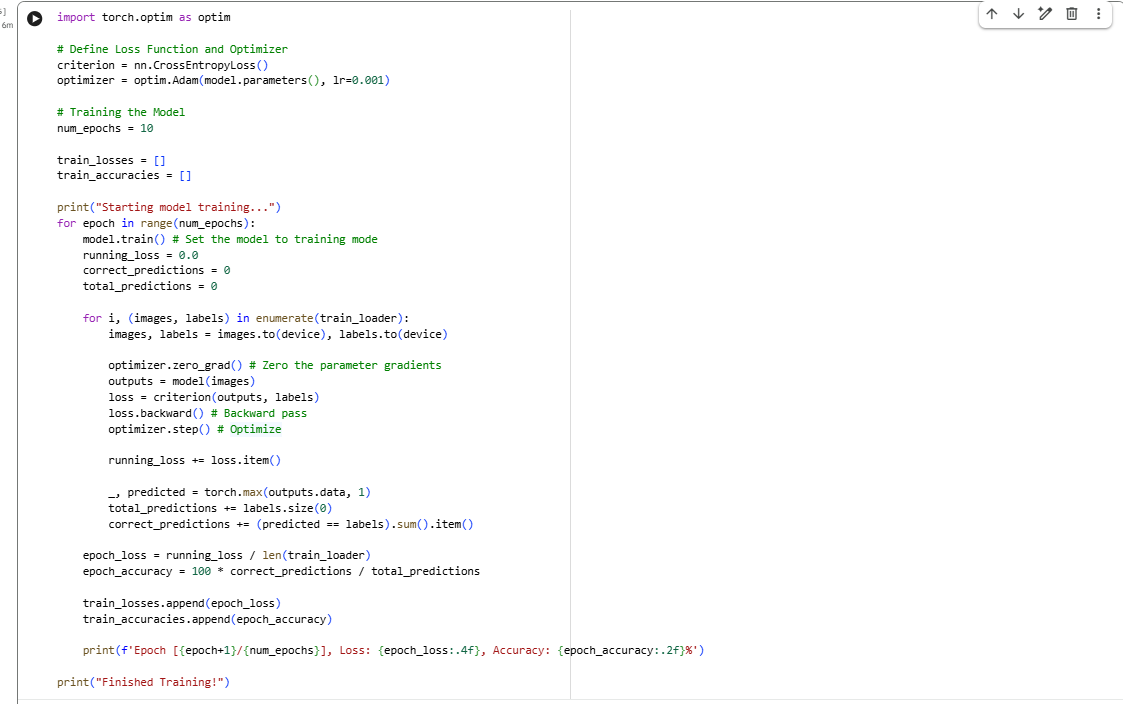 6m
import torch.optim as optim
# Define Loss Function and Optimizer
criterion = nn.CrossEntropyLoss()
optimizer = optim.Adam(model.parameters(), lr=0.001)
# Training the Model
num_epochs = 10
train_losses = []
train_accuracies = []
print("Starting model training...")
for epoch in range(num_epochs):
    model.train() # Set the model to training mode
    running_loss = 0.0
    correct_predictions = 0
    total_predictions = 0
    for i, (images, labels) in enumerate(train_loader):
        images, labels = images.to(device), labels.to(device)
        optimizer.zero_grad() # Zero the parameter gradients
        outputs = model(images)
        loss = criterion(outputs, labels)
        loss.backward() # Backward pass
        optimizer.step() # Optimize
        running_loss += loss.item()
        _, predicted = torch.max(outputs.data, 1)
        total_predictions += labels.size(0)
        correct_predictions += (predicted == labels).sum().item()
    epoch_loss = running_loss / len(train_loader)
    epoch_accuracy = 100 * correct_predictions / total_predictions
    train_losses.append(epoch_loss)
    train_accuracies.append(epoch_accuracy)
    print(f'Epoch [{epoch+1}/{num_epochs}], Loss: {epoch_loss:.4f}, Accuracy: {epoch_accuracy:.2f}%')
print("Finished Training!")